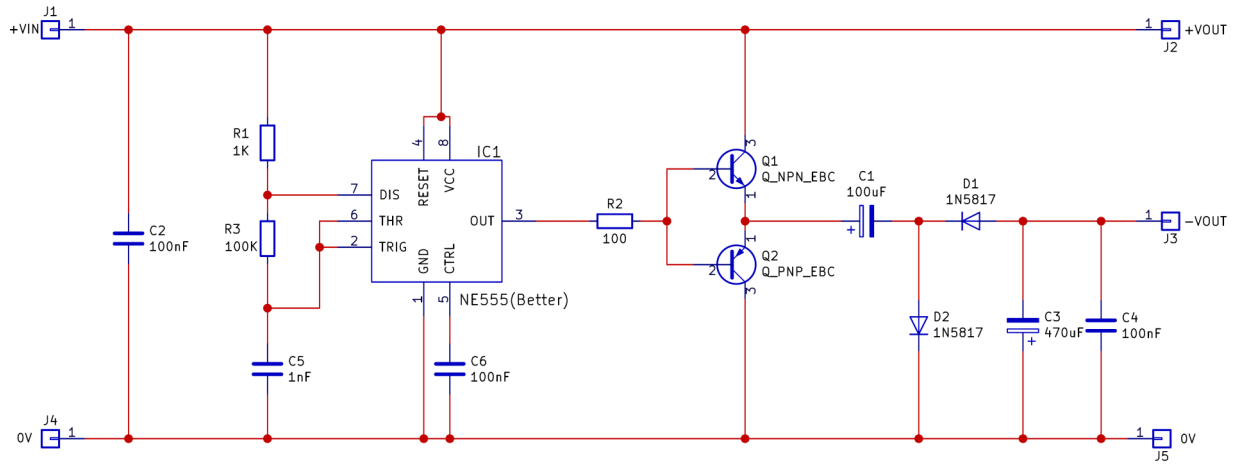 J1
+VIN 1
1 +VOUT
J2
R1
1K
4
8
IC1
RESET
VCC
7 DIS
6 THR
2 TRIG
OUT 3
GND
CTRL
1
5
NE555(Better)
R3
100K
C2
100nF
C5
1nF
C6
100nF
R2
100
3
2
1
Q1
Q_NPN_EBC
1
2
3
Q2
Q_PNP_EBC
C1
100uF
+
D1
1N5817
1 -VOUT
J3
D2
1N5817
C3
470uF
+
C4
100nF
J4
0V 1
1 0V
J5